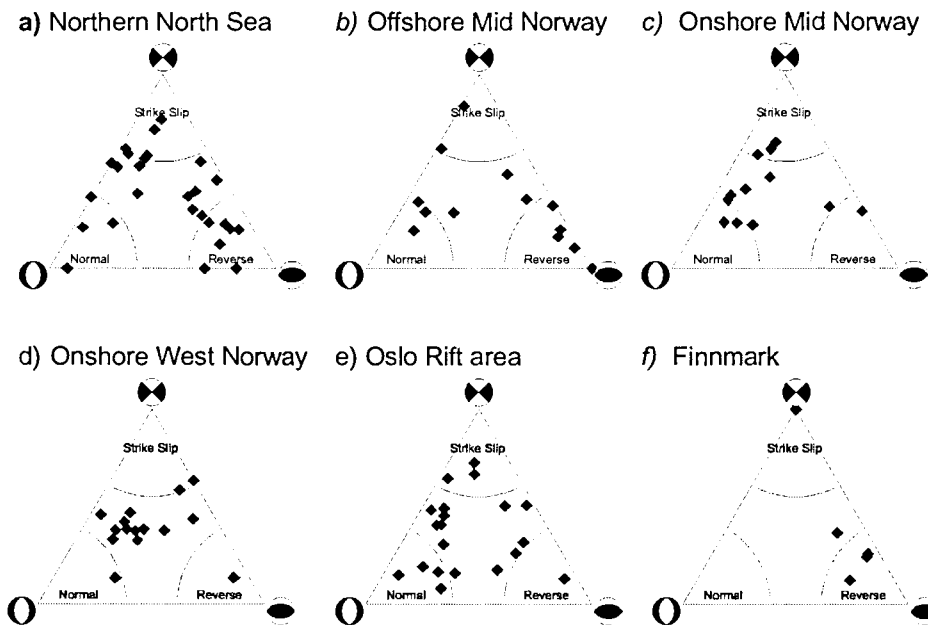 a) Northern North Sea
b) Offshore Mid Norway
c) Onshore Mid Norway
Strike Slip
Strike Slip
Strike Slip
Normal
Reverse
Normal
Reverse
Normal
Reverse
d) Onshore West Norway
e) Oslo Rift area
f) Finnmark
Strike Slip
Strike Slip
Strike Slip
Normal
Reverse
Normal
Reverse
Normal
Reverse